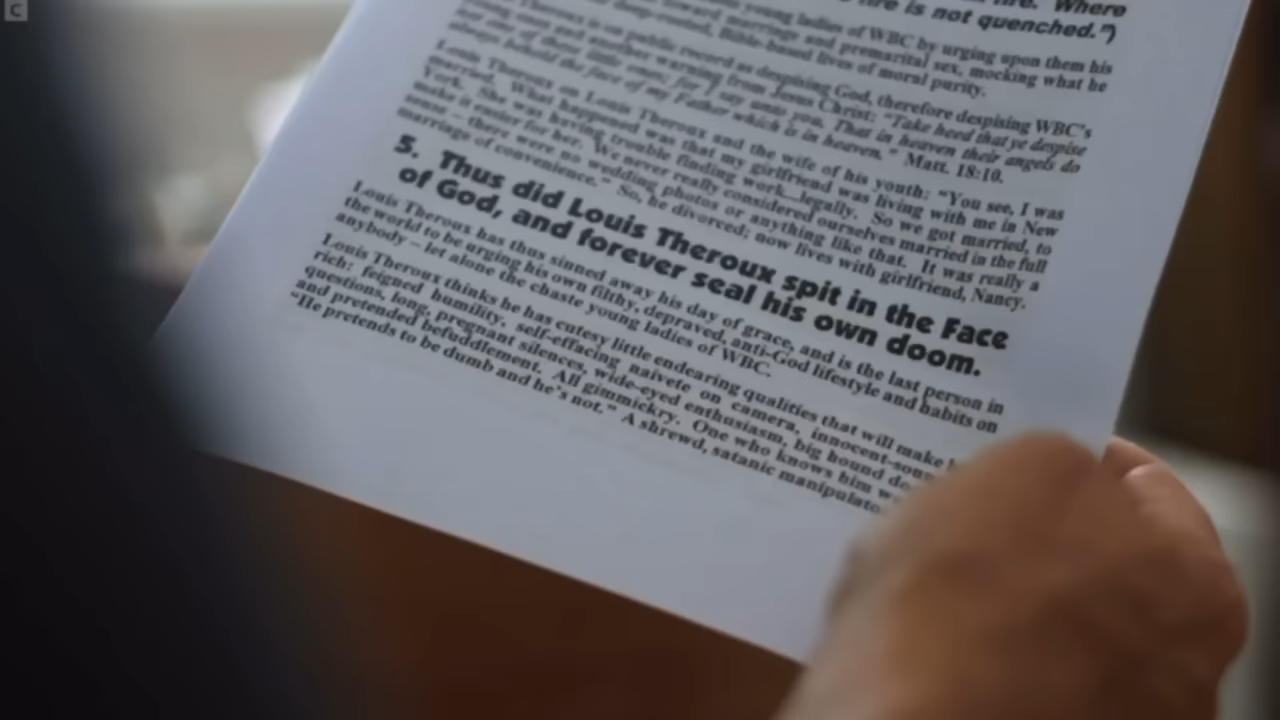 C
fire. Where
fire is not quenched.")
young ladies of WBC by urging upon them his
toward marriage and premarital sex, mocking what he
deep-rooted, Bible-based lives of moral purity.
Theroux is on public record as despising God, therefore despising WBC's
young ones and another warning from Jesus Christ: "Take heed that ye despise
one of these little ones; for I say unto you, That in heaven their angels do
always behold the face of my Father which is in heaven." Matt. 18:10.
Louis Theroux on Louis Theroux and the wife of his youth: "You see, I was
married. What happened was that my girlfriend was living with me in New
York. She was having trouble finding work...legally. So we got married, to
make it easier for her. We never really considered ourselves married in the full
sense – there were no wedding photos or anything like that. It was really a
marriage of convenience." So, he divorced; now lives with girlfriend, Nancy.
5. Thus did Louis Theroux spit in the Face
of God, and forever seal his own doom.
Louis Theroux has thus sinned away his day of grace, and is the last person in
the world to be urging his own filthy, depraved, anti-God lifestyle and habits on
anybody – let alone the chaste young ladies of WBC.
Louis Theroux thinks he has cutesy little endearing qualities that will make
rich: feigned humility, self-effacing naivete on camera, innocent-soun
questions, long, pregnant silences, wide-eyed enthusiasm, big hound do
and pretended befuddlement. All gimmickry. One who knows him w
"He pretends to be dumb and he's not." A shrewd, satanic manipulato